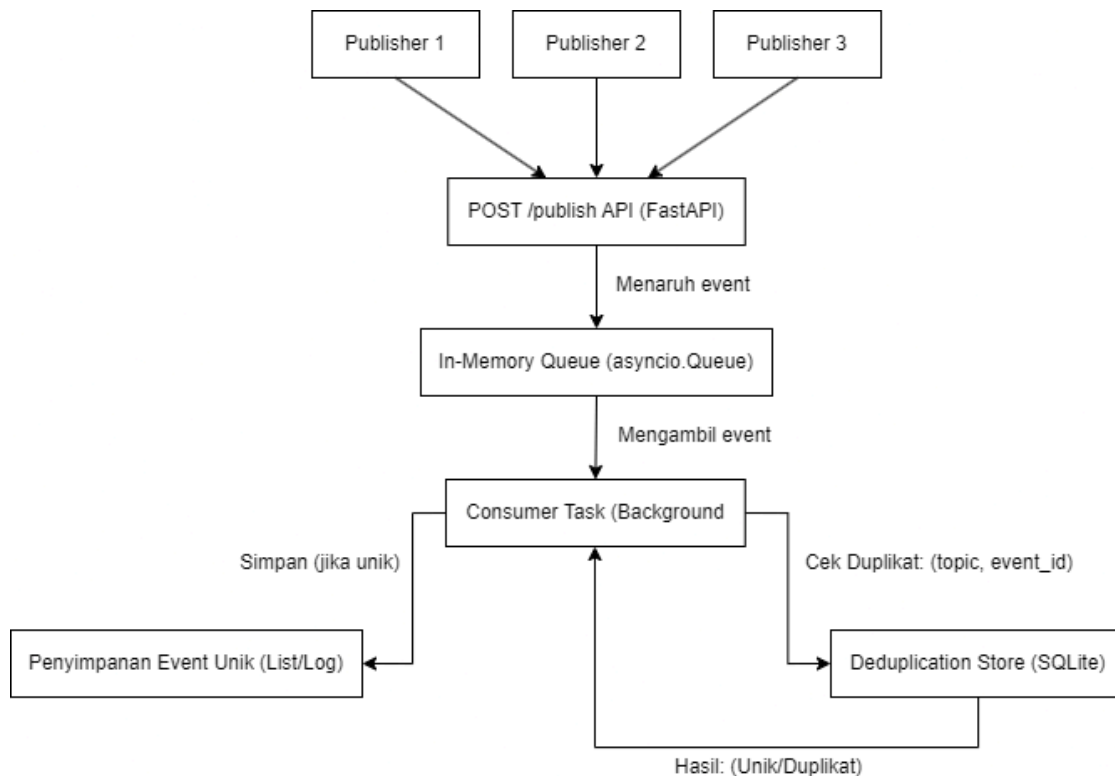 Publisher 1
Publisher 2
Publisher 3
POST /publish API (FastAPI)
Menaruh event
In-Memory Queue (asyncio.Queue)
Mengambil event
Consumer Task (Background
Simpan (jika unik)
Cek Duplikat: (topic, event_id)
Penyimpanan Event Unik (List/Log)
Deduplication Store (SQLite)
Hasil: (Unik/Duplikat)